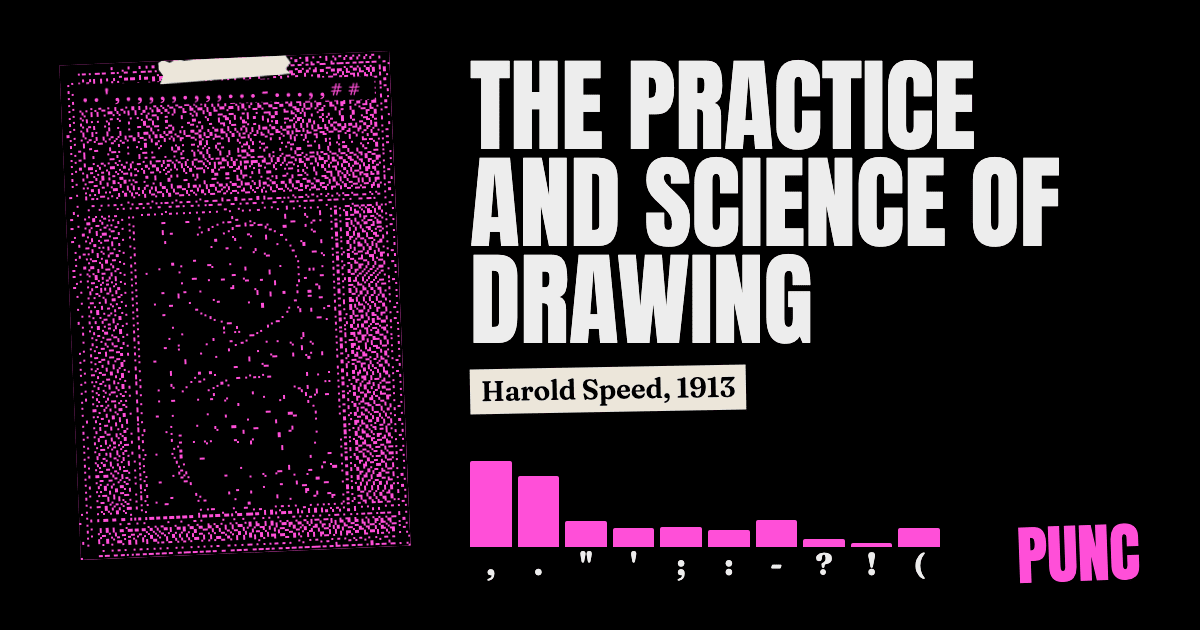 THE PRACTICE
AND SCIENCE OF
DRAWING
Harold Speed, 1913
, . " ' ; : - ? ! (
PUNC